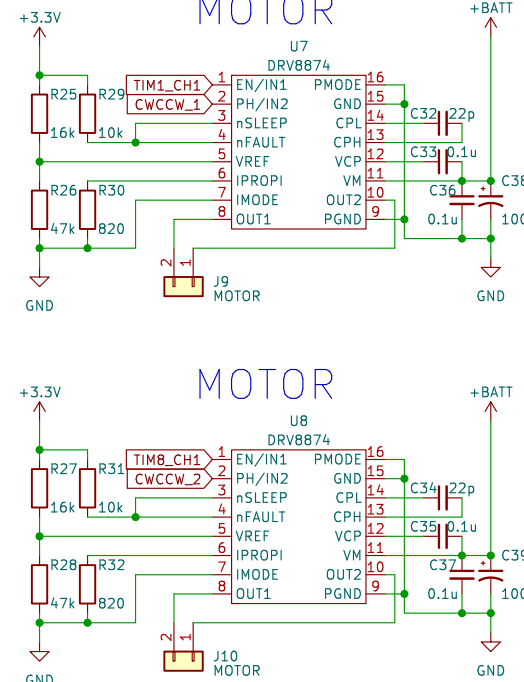 MOTOR
+3.3V
+BATT
U7
DRV8874
R25
16k
R29
10k
TIM1_CH1
CWCCW_1
1 EN/IN1
2 PH/IN2
3 nSLEEP
4 nFAULT
5 VREF
6 IPROPI
7 IMODE
8 OUT1
PMODE 16
GND 15
CPL 14
CPH 13
VCP 12
VM 11
OUT2 10
PGND 9
C32 22p
C33 0.1u
C36
0.1u
+
C38
100
R26
47k
R30
820
2
1
J9
MOTOR
GND
GND
MOTOR
+3.3V
+BATT
U8
DRV8874
R27
16k
R31
10k
TIM8_CH1
CWCCW_2
1 EN/IN1
2 PH/IN2
3 nSLEEP
4 nFAULT
5 VREF
6 IPROPI
7 IMODE
8 OUT1
PMODE 16
GND 15
CPL 14
CPH 13
VCP 12
VM 11
OUT2 10
PGND 9
C34 22p
C35 0.1u
C37
0.1u
+
C39
100
R28
47k
R32
820
2
1
J10
MOTOR
GND
GND